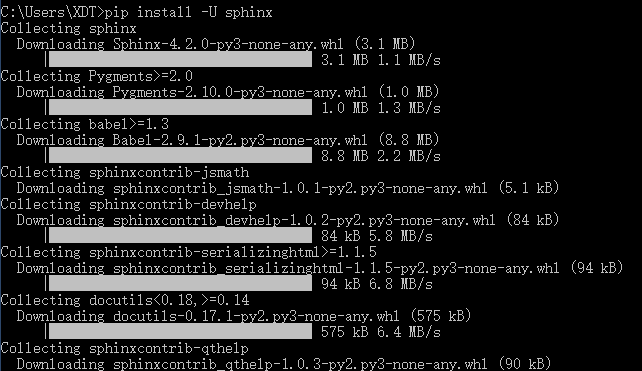 C:\Users\XDT>pip install -U sphinx
Collecting sphinx
  Downloading Sphinx-4.2.0-py3-none-any.whl (3.1 MB)
     |████████████████████████████████| 3.1 MB 1.1 MB/s
Collecting Pygments>=2.0
  Downloading Pygments-2.10.0-py3-none-any.whl (1.0 MB)
     |████████████████████████████████| 1.0 MB 1.3 MB/s
Collecting babel>=1.3
  Downloading Babel-2.9.1-py2.py3-none-any.whl (8.8 MB)
     |████████████████████████████████| 8.8 MB 2.2 MB/s
Collecting sphinxcontrib-jsmath
  Downloading sphinxcontrib_jsmath-1.0.1-py2.py3-none-any.whl (5.1 kB)
Collecting sphinxcontrib-devhelp
  Downloading sphinxcontrib_devhelp-1.0.2-py2.py3-none-any.whl (84 kB)
     |████████████████████████████████| 84 kB 5.8 MB/s
Collecting sphinxcontrib-serializinghtml>=1.1.5
  Downloading sphinxcontrib_serializinghtml-1.1.5-py2.py3-none-any.whl (94 kB)
     |████████████████████████████████| 94 kB 6.8 MB/s
Collecting docutils<0.18,>=0.14
  Downloading docutils-0.17.1-py2.py3-none-any.whl (575 kB)
     |████████████████████████████████| 575 kB 6.4 MB/s
Collecting sphinxcontrib-qthelp
  Downloading sphinxcontrib_qthelp-1.0.3-py2.py3-none-any.whl (90 kB)